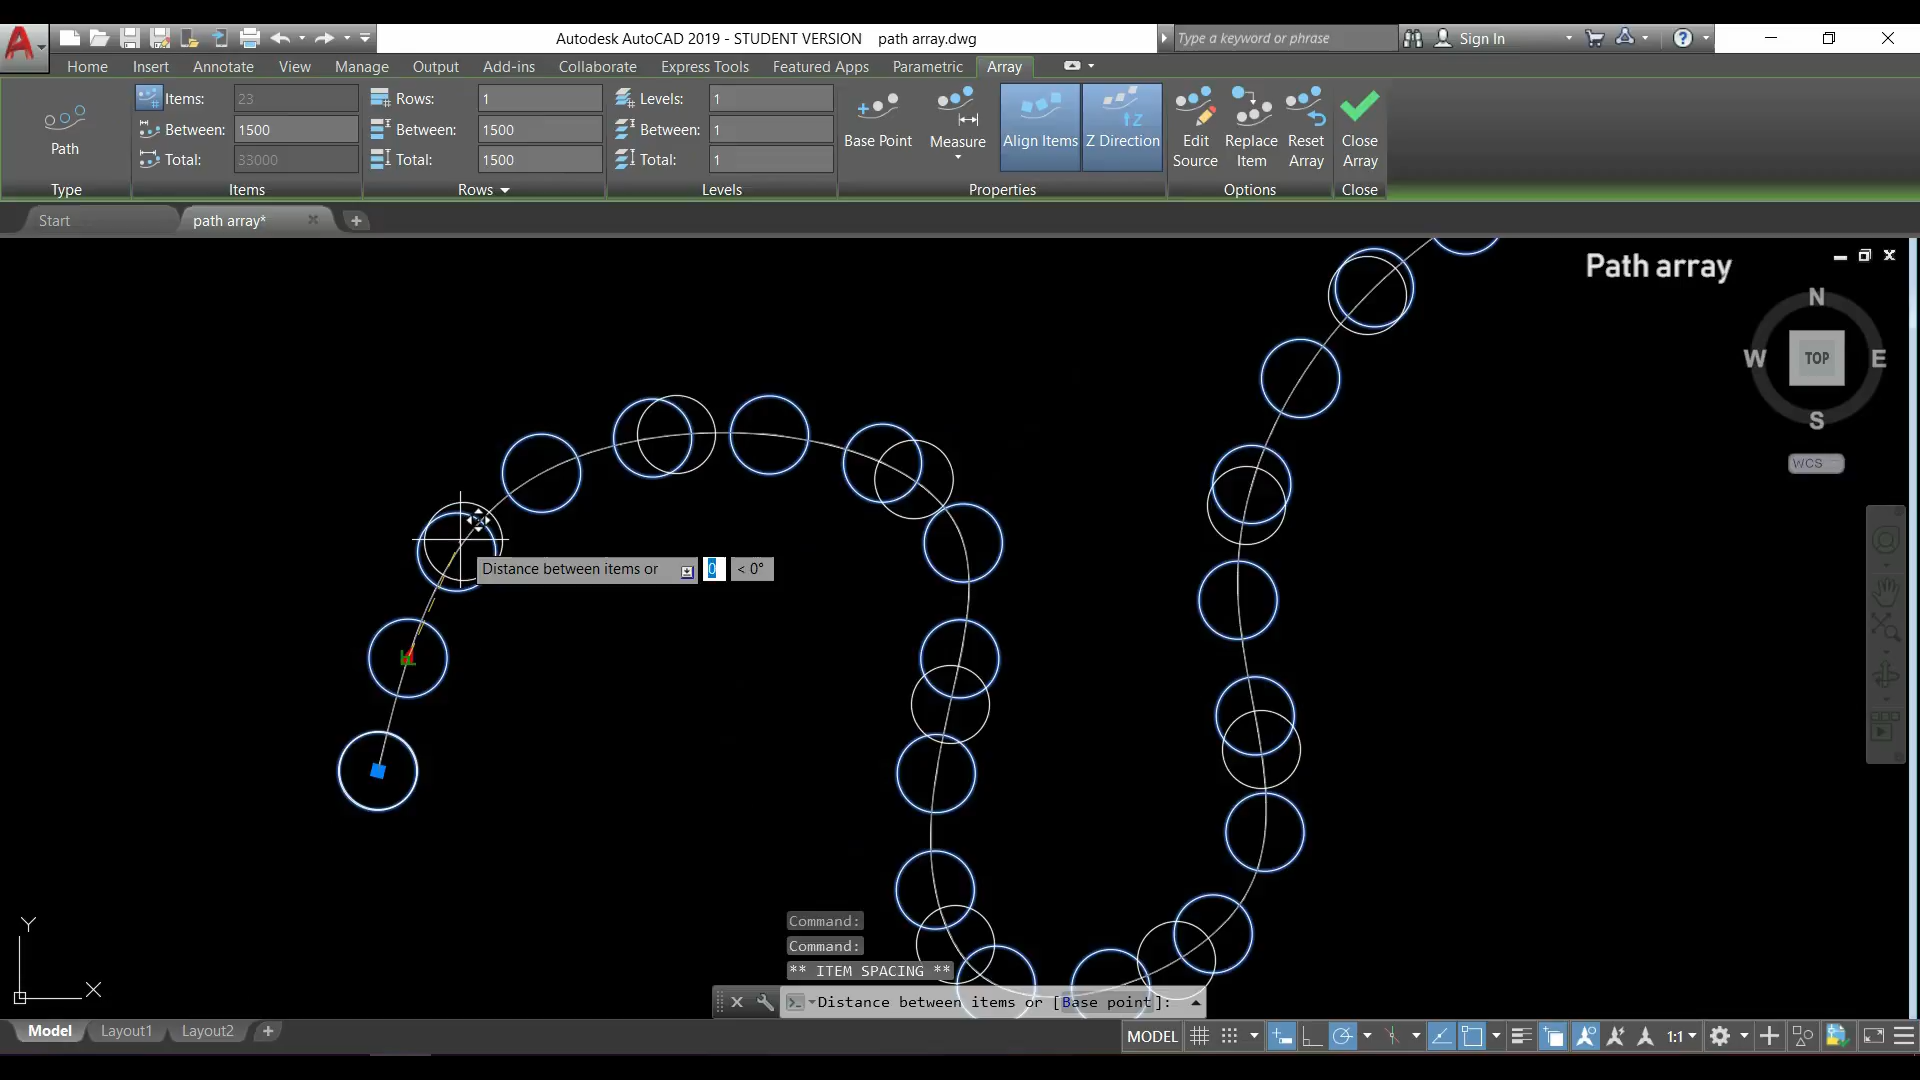 Autodesk AutoCAD 2019 - STUDENT VERSION path array.dwg
Type a keyword or phrase
Sign In
Home Insert Annotate View Manage Output Add-ins Collaborate Express Tools Featured Apps Parametric Array
Path
Type
Items: 23
Between: 1500
Total: 33000
Items
Rows: 1
Between: 1500
Total: 1500
Rows
Levels: 1
Between: 1
Total: 1
Levels
Base Point
Measure
Align Items
Z Direction
Properties
Edit
Source
Replace
Item
Reset
Array
Options
Close
Array
Close
Start
path array*
Path array
N
W TOP E
S
WCS
Distance between items or 0 < 0°
Y
X
Command:
Command:
** ITEM SPACING **
Distance between items or [Base point]:
Model Layout1 Layout2
MODEL
1:1